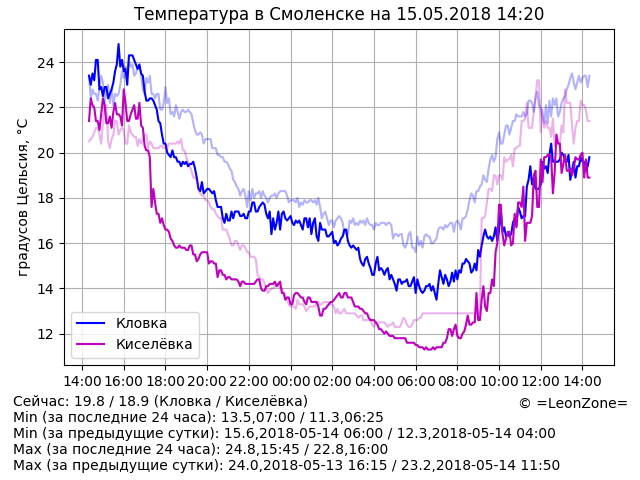 Температура в Смоленске на 15.05.2018 14:20
градусов Цельсия, °C
24
22
20
18
16
14
12
Кловка
Киселёвка
14:00 16:00 18:00 20:00 22:00 00:00 02:00 04:00 06:00 08:00 10:00 12:00 14:00
Сейчас: 19.8 / 18.9 (Кловка / Киселёвка)
© =LeonZone=
Min (за последние 24 часа): 13.5,07:00 / 11.3,06:25
Min (за предыдущие сутки): 15.6,2018-05-14 06:00 / 12.3,2018-05-14 04:00
Max (за последние 24 часа): 24.8,15:45 / 22.8,16:00
Max (за предыдущие сутки): 24.0,2018-05-13 16:15 / 23.2,2018-05-14 11:50